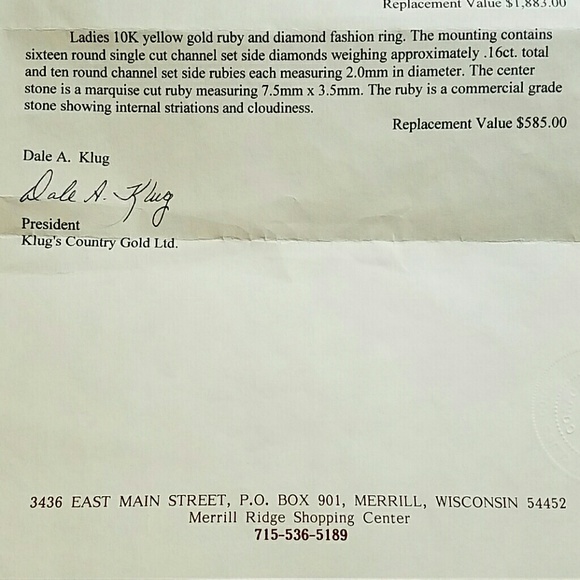 Replacement Value $1,883.00
Ladies 10K yellow gold ruby and diamond fashion ring. The mounting contains
sixteen round single cut channel set side diamonds weighing approximately .16ct. total
and ten round channel set side rubies each measuring 2.0mm in diameter. The center
stone is a marquise cut ruby measuring 7.5mm x 3.5mm. The ruby is a commercial grade
stone showing internal striations and cloudiness.
Replacement Value $585.00
Dale A. Klug
Dale A. Klug
President
Klug's Country Gold Ltd.
3436 EAST MAIN STREET, P.O. BOX 901, MERRILL, WISCONSIN 54452
Merrill Ridge Shopping Center
715-536-5189